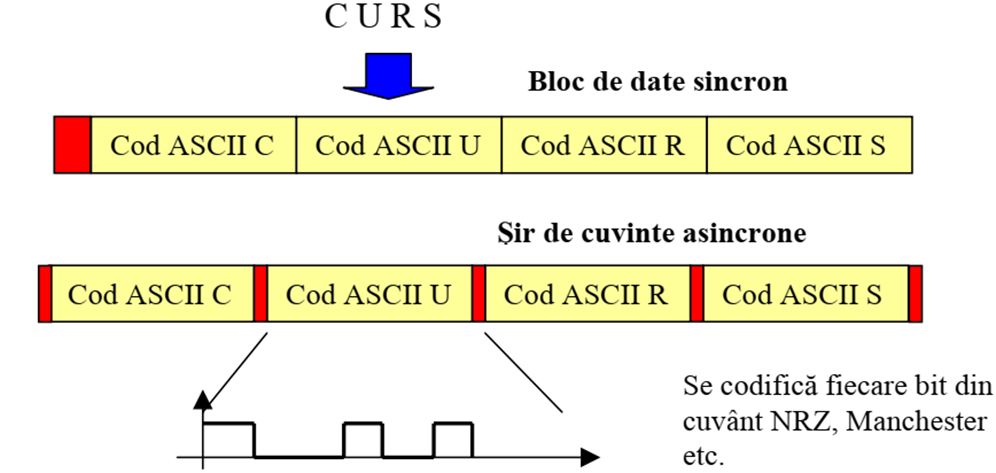 C U R S
Bloc de date sincron
Cod ASCII C Cod ASCII U Cod ASCII R Cod ASCII S
Șir de cuvinte asincrone
Cod ASCII C Cod ASCII U Cod ASCII R Cod ASCII S
Se codifică fiecare bit din
cuvânt NRZ, Manchester
etc.